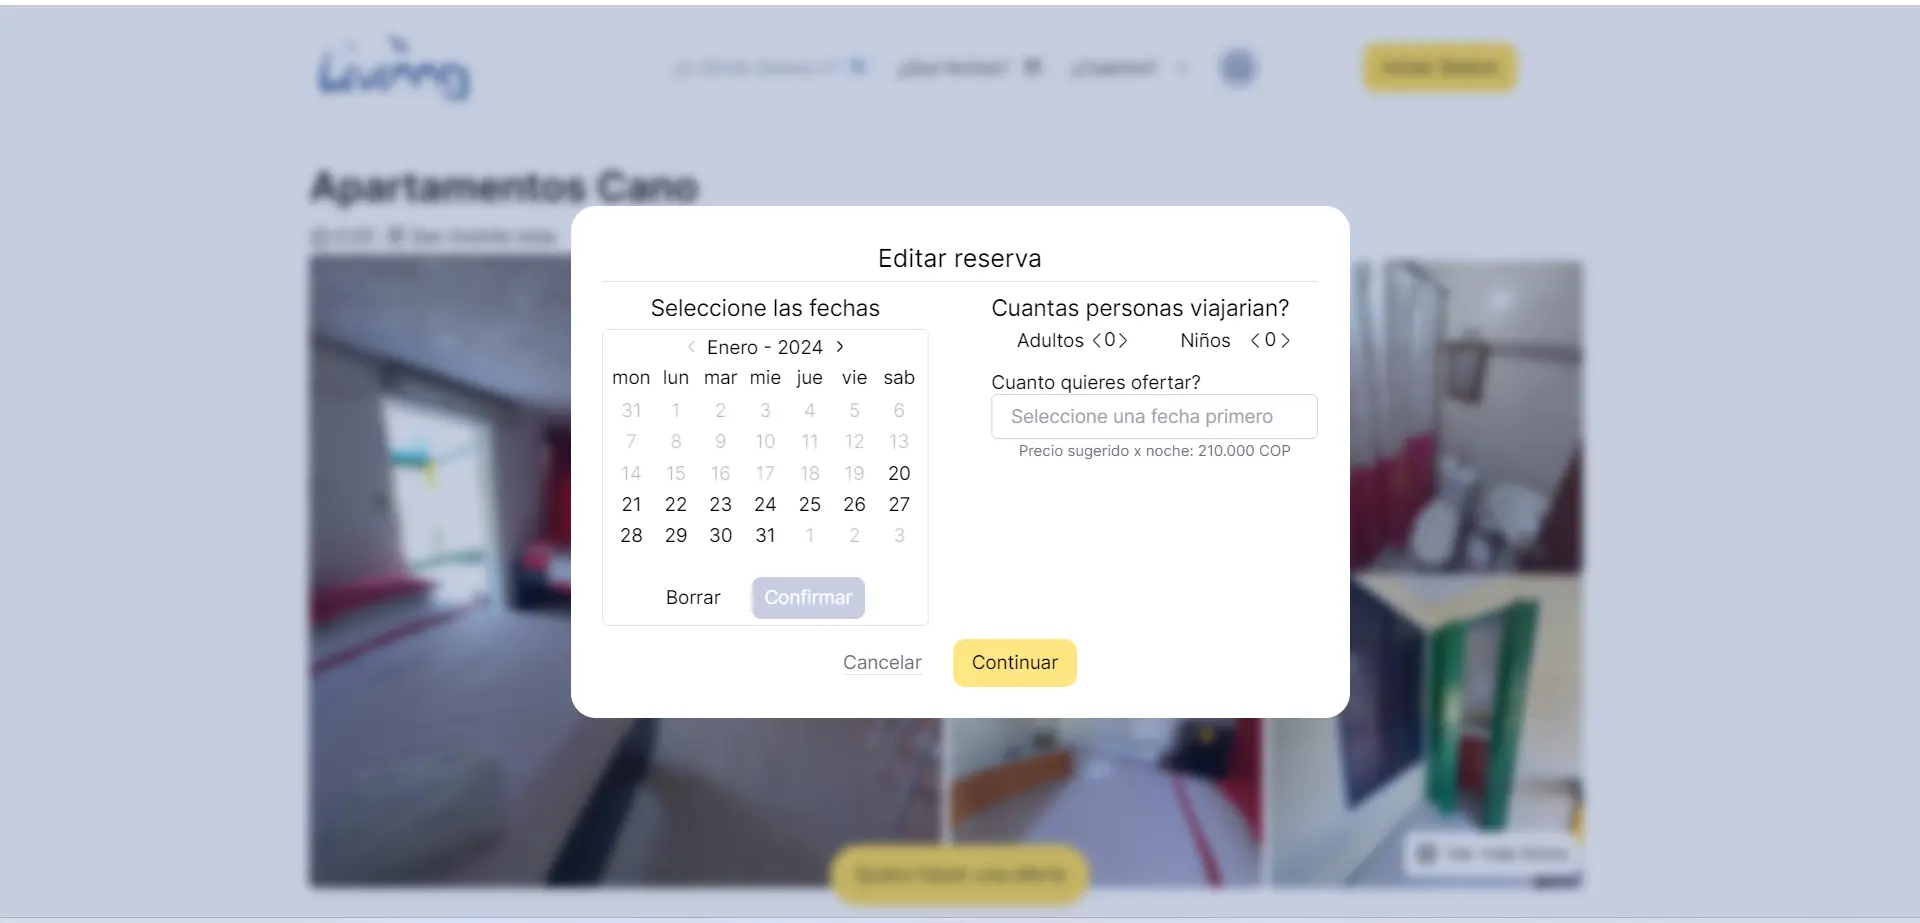 Living
Apartamentos Cano
Editar reserva
Seleccione las fechas
< Enero - 2024 >
mon lun mar mie jue vie sab
31 1 2 3 4 5 6
7 8 9 10 11 12 13
14 15 16 17 18 19 20
21 22 23 24 25 26 27
28 29 30 31 1 2 3
Borrar Confirmar
Cuantas personas viajarian?
Adultos <0> Niños <0>
Cuanto quieres ofertar?
Seleccione una fecha primero
Precio sugerido x noche: 210.000 COP
Cancelar Continuar